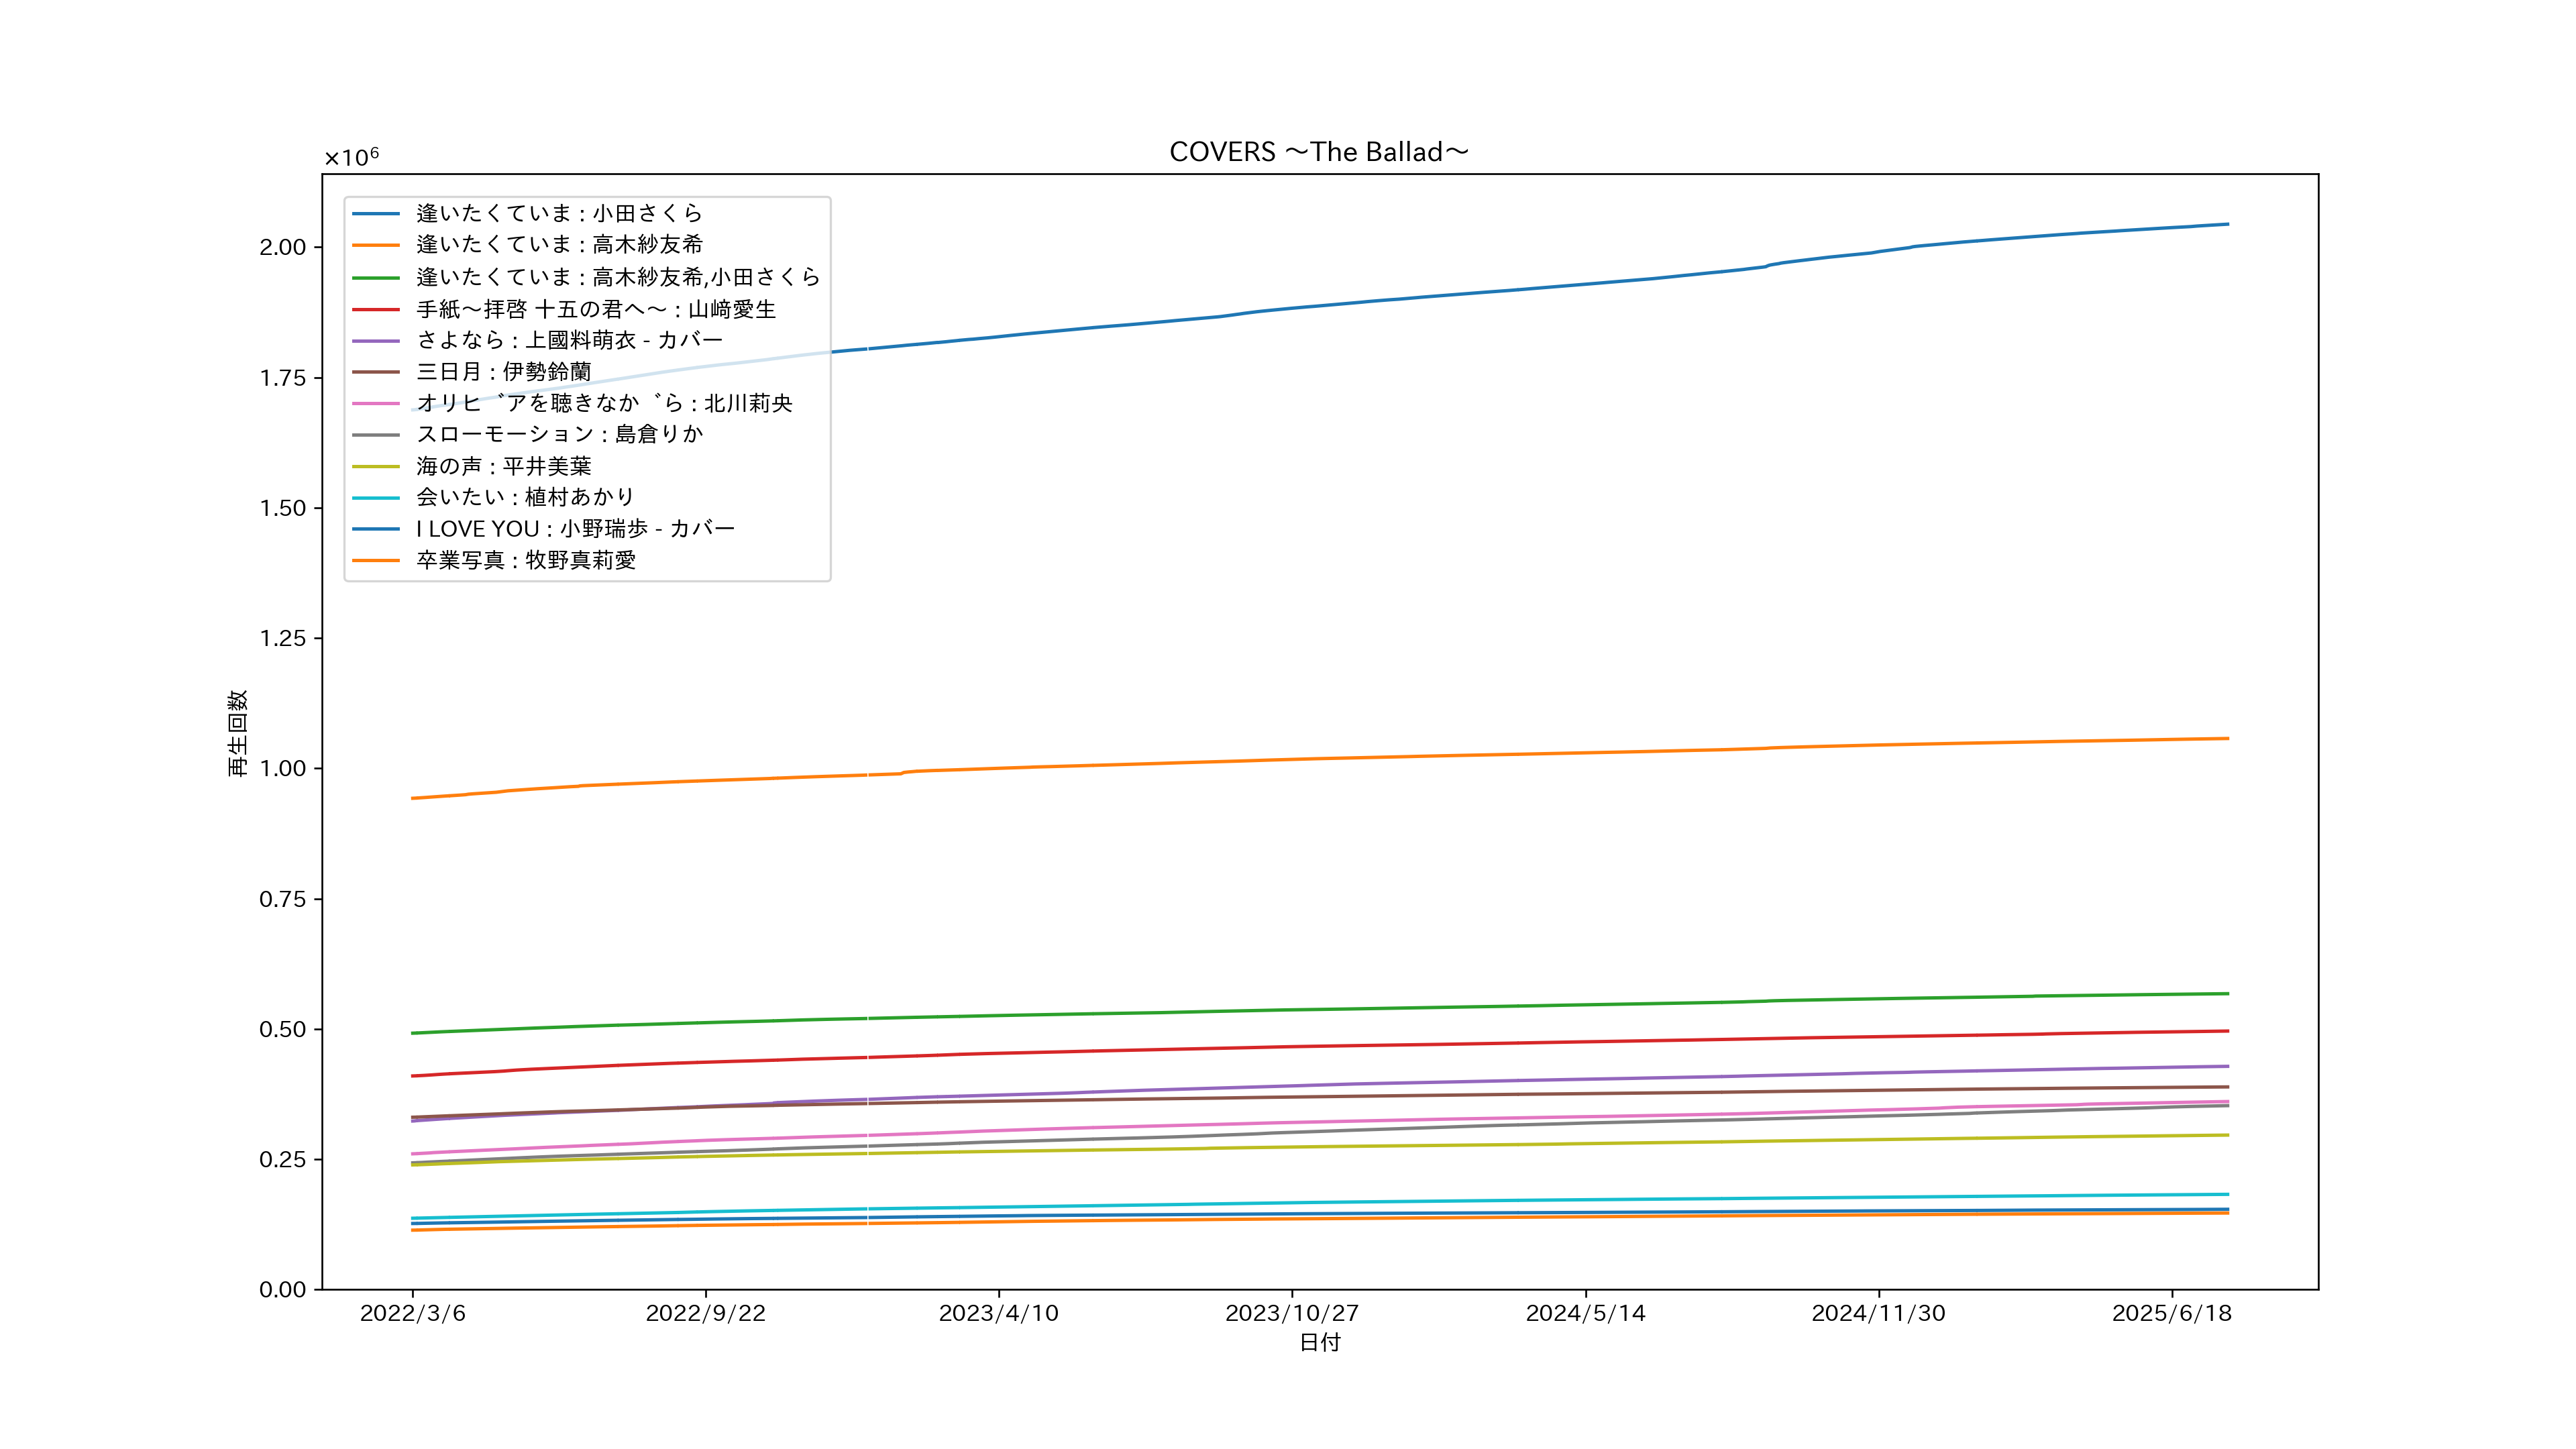 COVERS ～The Ballad～
×10⁶
2.00
1.75
1.50
1.25
1.00
0.75
0.50
0.25
0.00
再生回数
逢いたくていま : 小田さくら
逢いたくていま : 高木紗友希
逢いたくていま : 高木紗友希,小田さくら
手紙～拝啓 十五の君へ～ : 山﨑愛生
さよなら : 上國料萌衣 - カバー
三日月 : 伊勢鈴蘭
オリビアを聴きながら : 北川莉央
スローモーション : 島倉りか
海の声 : 平井美葉
会いたい : 植村あかり
I LOVE YOU : 小野瑞歩 - カバー
卒業写真 : 牧野真莉愛
2022/3/6
2022/9/22
2023/4/10
2023/10/27
2024/5/14
2024/11/30
2025/6/18
日付